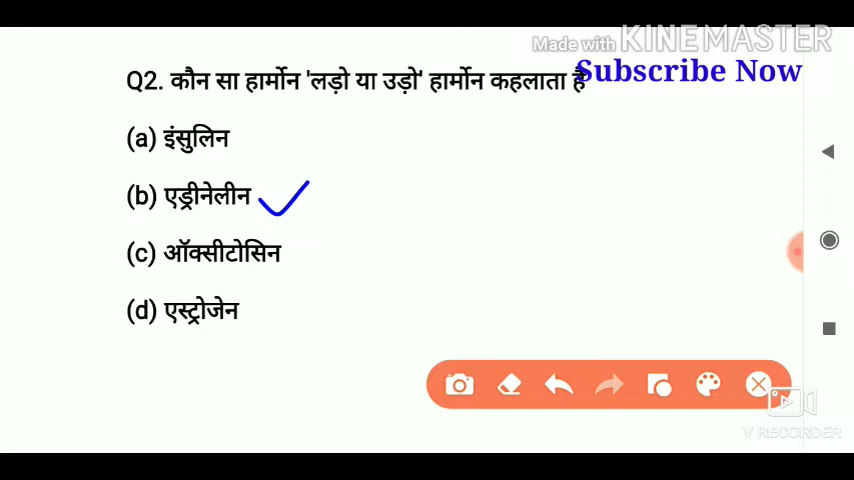 Made with KINEMASTER
Subscribe Now
Q2. कौन सा हार्मोन 'लड़ो या उड़ो' हार्मोन कहलाता है
(a) इंसुलिन
(b) एड्रीनेलीन
(c) ऑक्सीटोसिन
(d) एस्ट्रोजेन
V RECORDER